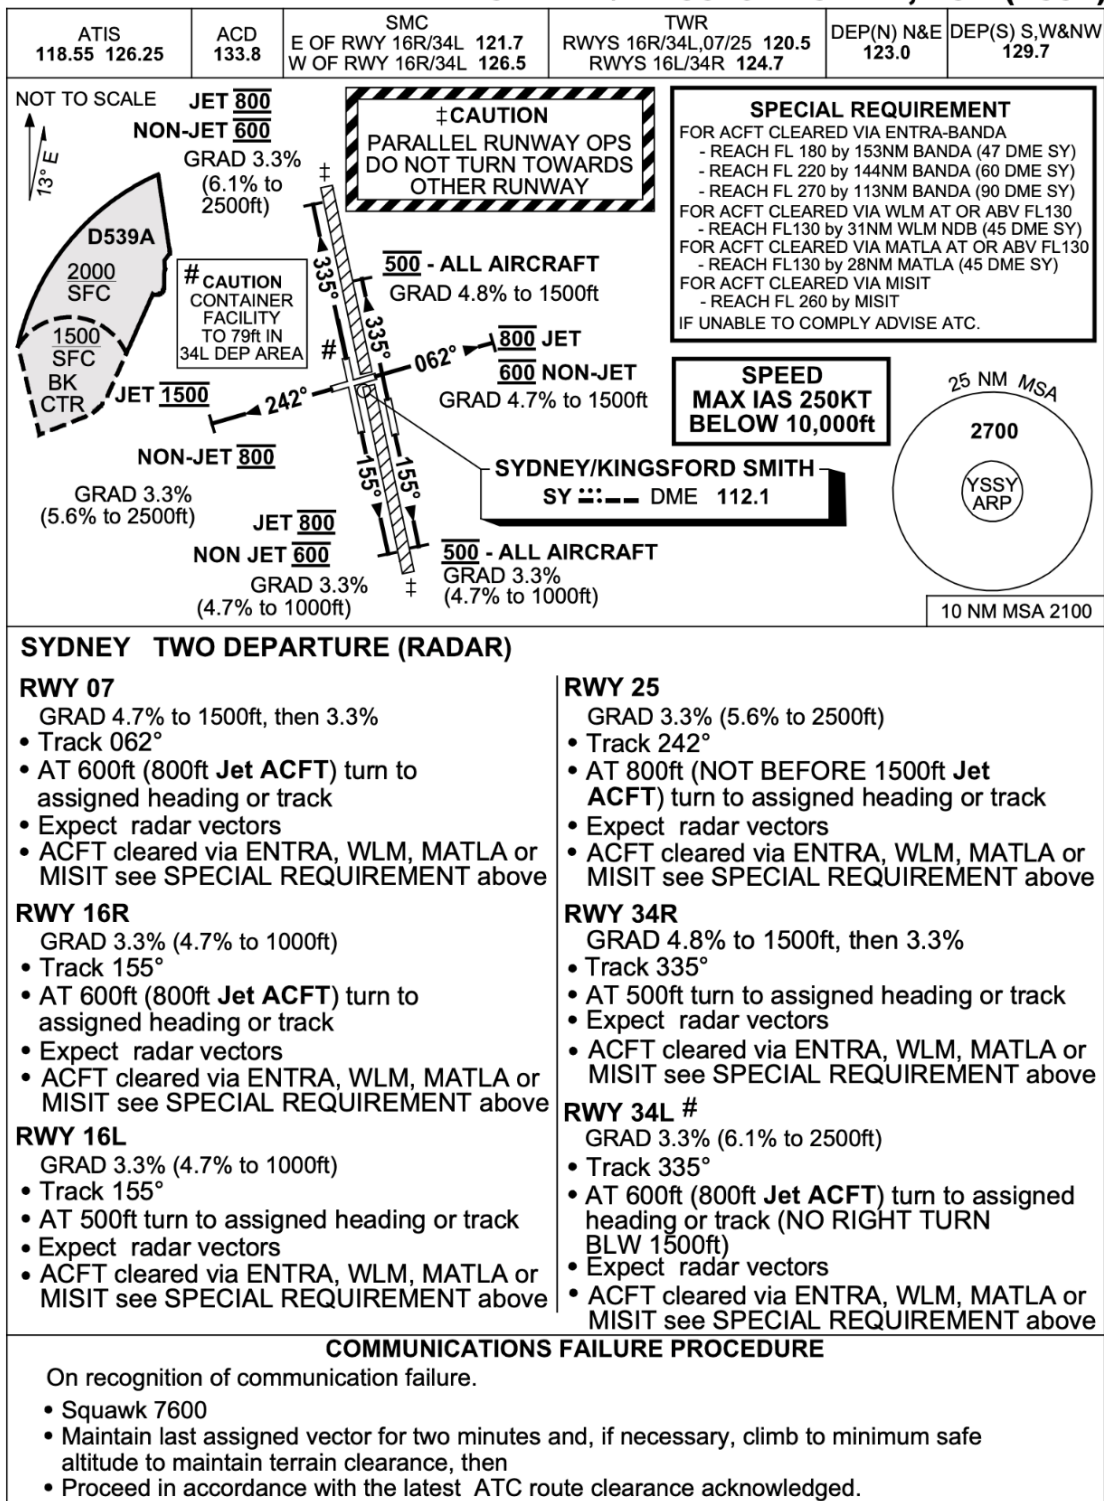 ATIS
118.55 126.25
ACD
133.8
SMC
E OF RWY 16R/34L 121.7
W OF RWY 16R/34L 126.5
TWR
RWYS 16R/34L,07/25 120.5
RWYS 16L/34R 124.7
DEP(N) N&E
123.0
DEP(S) S,W&NW
129.7
NOT TO SCALE
13° E
JET 800
NON-JET 600
GRAD 3.3%
(6.1% to
2500ft)
‡
‡CAUTION
PARALLEL RUNWAY OPS
DO NOT TURN TOWARDS
OTHER RUNWAY
SPECIAL REQUIREMENT
FOR ACFT CLEARED VIA ENTRA-BANDA
- REACH FL 180 by 153NM BANDA (47 DME SY)
- REACH FL 220 by 144NM BANDA (60 DME SY)
- REACH FL 270 by 113NM BANDA (90 DME SY)
FOR ACFT CLEARED VIA WLM AT OR ABV FL130
- REACH FL130 by 31NM WLM NDB (45 DME SY)
FOR ACFT CLEARED VIA MATLA AT OR ABV FL130
- REACH FL130 by 28NM MATLA (45 DME SY)
FOR ACFT CLEARED VIA MISIT
- REACH FL 260 by MISIT
IF UNABLE TO COMPLY ADVISE ATC.
D539A
2000
SFC
1500
SFC
BK
CTR
# CAUTION
CONTAINER
FACILITY
TO 79ft IN
34L DEP AREA
#
335°
335°
500 - ALL AIRCRAFT
GRAD 4.8% to 1500ft
062°
800 JET
600 NON-JET
GRAD 4.7% to 1500ft
SPEED
MAX IAS 250KT
BELOW 10,000ft
25 NM MSA
2700
YSSY
ARP
10 NM MSA 2100
JET 1500
242°
NON-JET 800
GRAD 3.3%
(5.6% to 2500ft)
SYDNEY/KINGSFORD SMITH
SY DME 112.1
155°
155°
JET 800
NON JET 600
GRAD 3.3%
(4.7% to 1000ft)
‡
500 - ALL AIRCRAFT
GRAD 3.3%
(4.7% to 1000ft)
SYDNEY TWO DEPARTURE (RADAR)
RWY 07
GRAD 4.7% to 1500ft, then 3.3%
• Track 062°
• AT 600ft (800ft Jet ACFT) turn to
assigned heading or track
• Expect radar vectors
• ACFT cleared via ENTRA, WLM, MATLA or
MISIT see SPECIAL REQUIREMENT above
RWY 16R
GRAD 3.3% (4.7% to 1000ft)
• Track 155°
• AT 600ft (800ft Jet ACFT) turn to
assigned heading or track
• Expect radar vectors
• ACFT cleared via ENTRA, WLM, MATLA or
MISIT see SPECIAL REQUIREMENT above
RWY 16L
GRAD 3.3% (4.7% to 1000ft)
• Track 155°
• AT 500ft turn to assigned heading or track
• Expect radar vectors
• ACFT cleared via ENTRA, WLM, MATLA or
MISIT see SPECIAL REQUIREMENT above
RWY 25
GRAD 3.3% (5.6% to 2500ft)
• Track 242°
• AT 800ft (NOT BEFORE 1500ft Jet
ACFT) turn to assigned heading or track
• Expect radar vectors
• ACFT cleared via ENTRA, WLM, MATLA or
MISIT see SPECIAL REQUIREMENT above
RWY 34R
GRAD 4.8% to 1500ft, then 3.3%
• Track 335°
• AT 500ft turn to assigned heading or track
• Expect radar vectors
• ACFT cleared via ENTRA, WLM, MATLA or
MISIT see SPECIAL REQUIREMENT above
RWY 34L #
GRAD 3.3% (6.1% to 2500ft)
• Track 335°
• AT 600ft (800ft Jet ACFT) turn to assigned
heading or track (NO RIGHT TURN
BLW 1500ft)
• Expect radar vectors
• ACFT cleared via ENTRA, WLM, MATLA or
MISIT see SPECIAL REQUIREMENT above
COMMUNICATIONS FAILURE PROCEDURE
On recognition of communication failure.
• Squawk 7600
• Maintain last assigned vector for two minutes and, if necessary, climb to minimum safe
altitude to maintain terrain clearance, then
• Proceed in accordance with the latest ATC route clearance acknowledged.